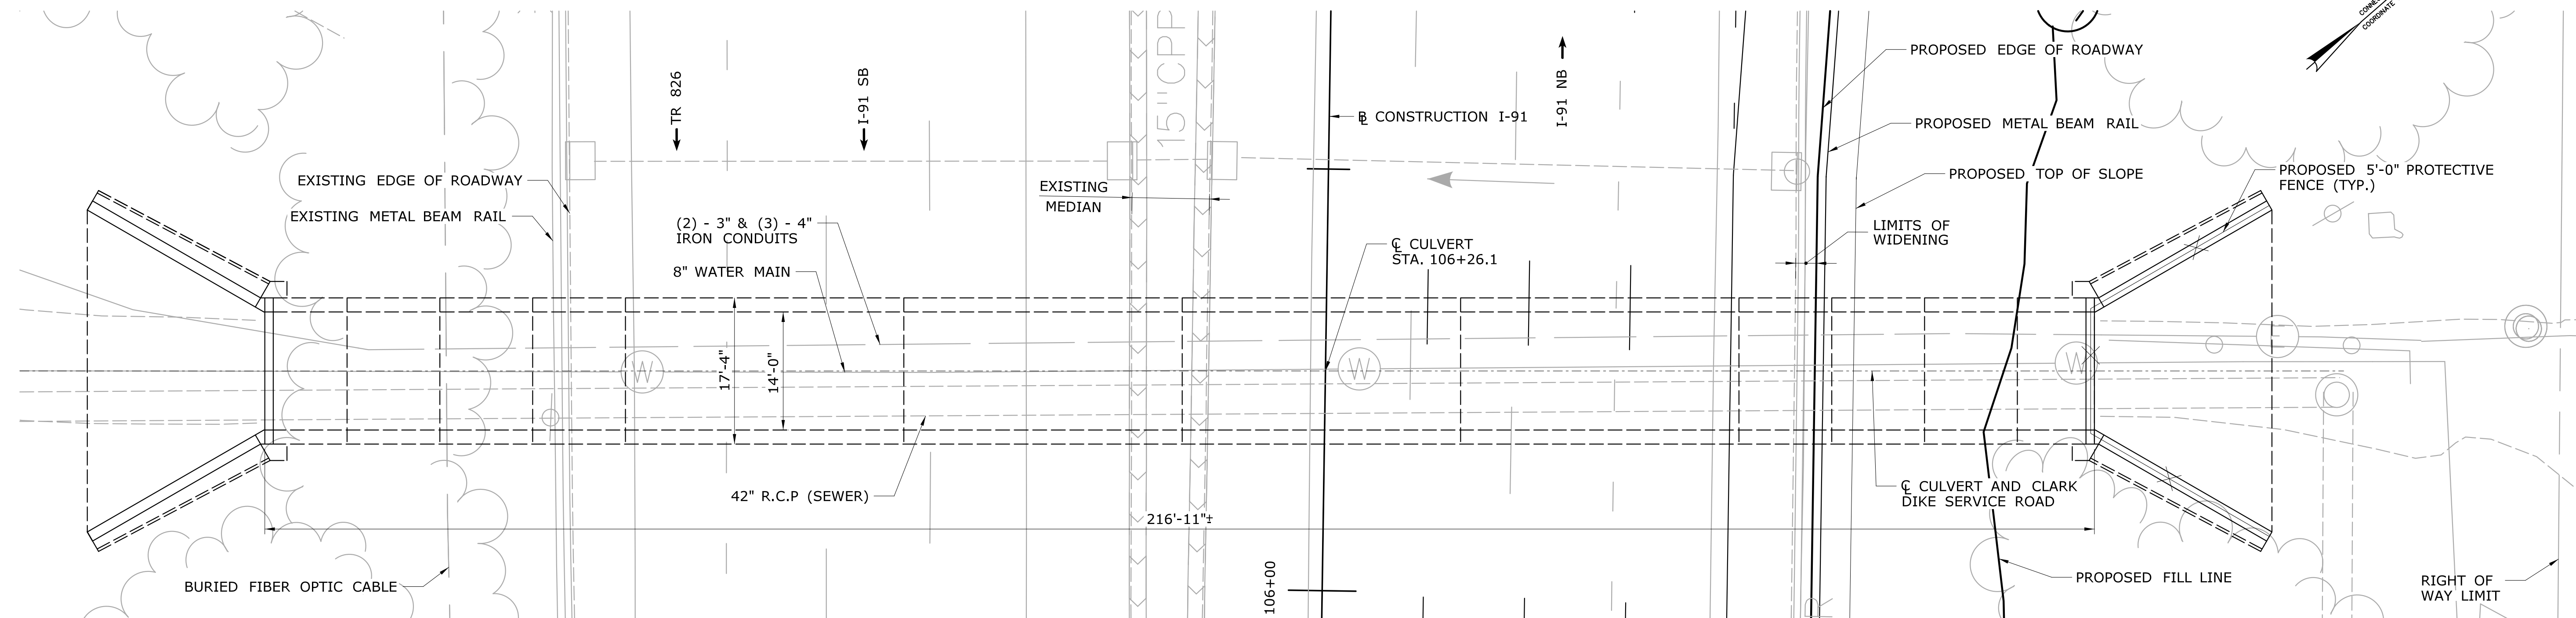 CONNE
COORDINATE
15"CPP
TR 826
I-91 SB
I-91 NB
PROPOSED EDGE OF ROADWAY
℄ CONSTRUCTION I-91
PROPOSED METAL BEAM RAIL
EXISTING EDGE OF ROADWAY
PROPOSED TOP OF SLOPE
PROPOSED 5'-0" PROTECTIVE
FENCE (TYP.)
EXISTING
MEDIAN
EXISTING METAL BEAM RAIL
(2) - 3" & (3) - 4"
IRON CONDUITS
LIMITS OF
WIDENING
℄ CULVERT
STA. 106+26.1
8" WATER MAIN
17'-4"
14'-0"
W
W
W
42" R.C.P (SEWER)
℄ CULVERT AND CLARK
DIKE SERVICE ROAD
216'-11"±
BURIED FIBER OPTIC CABLE
106+00
PROPOSED FILL LINE
RIGHT OF
WAY LIMIT